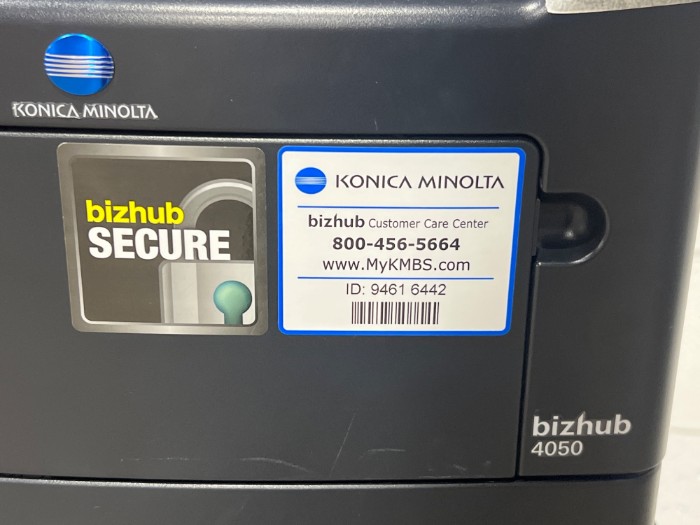 KONICA MINOLTA
bizhub
SECURE
KONICA MINOLTA
bizhub Customer Care Center
800-456-5664
www.MyKMBS.com
ID: 9461 6442
bizhub
4050